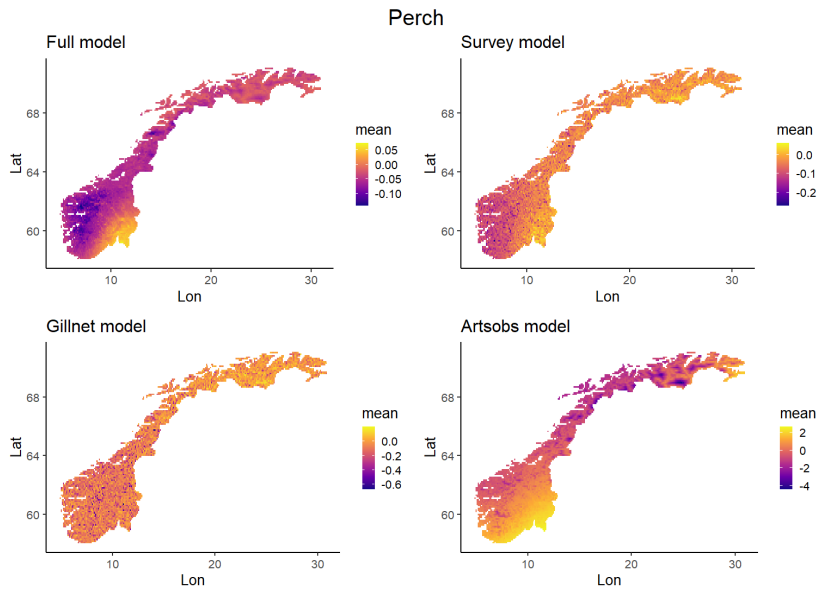 Perch
Full model
Survey model
68
64
60
Lat
10
20
30
Lon
mean
0.05
0.00
-0.05
-0.10
68
64
60
Lat
10
20
30
Lon
mean
0.0
-0.1
-0.2
Gillnet model
Artsobs model
68
64
60
Lat
10
20
30
Lon
mean
0.0
-0.2
-0.4
-0.6
68
64
60
Lat
10
20
30
Lon
mean
2
0
-2
-4